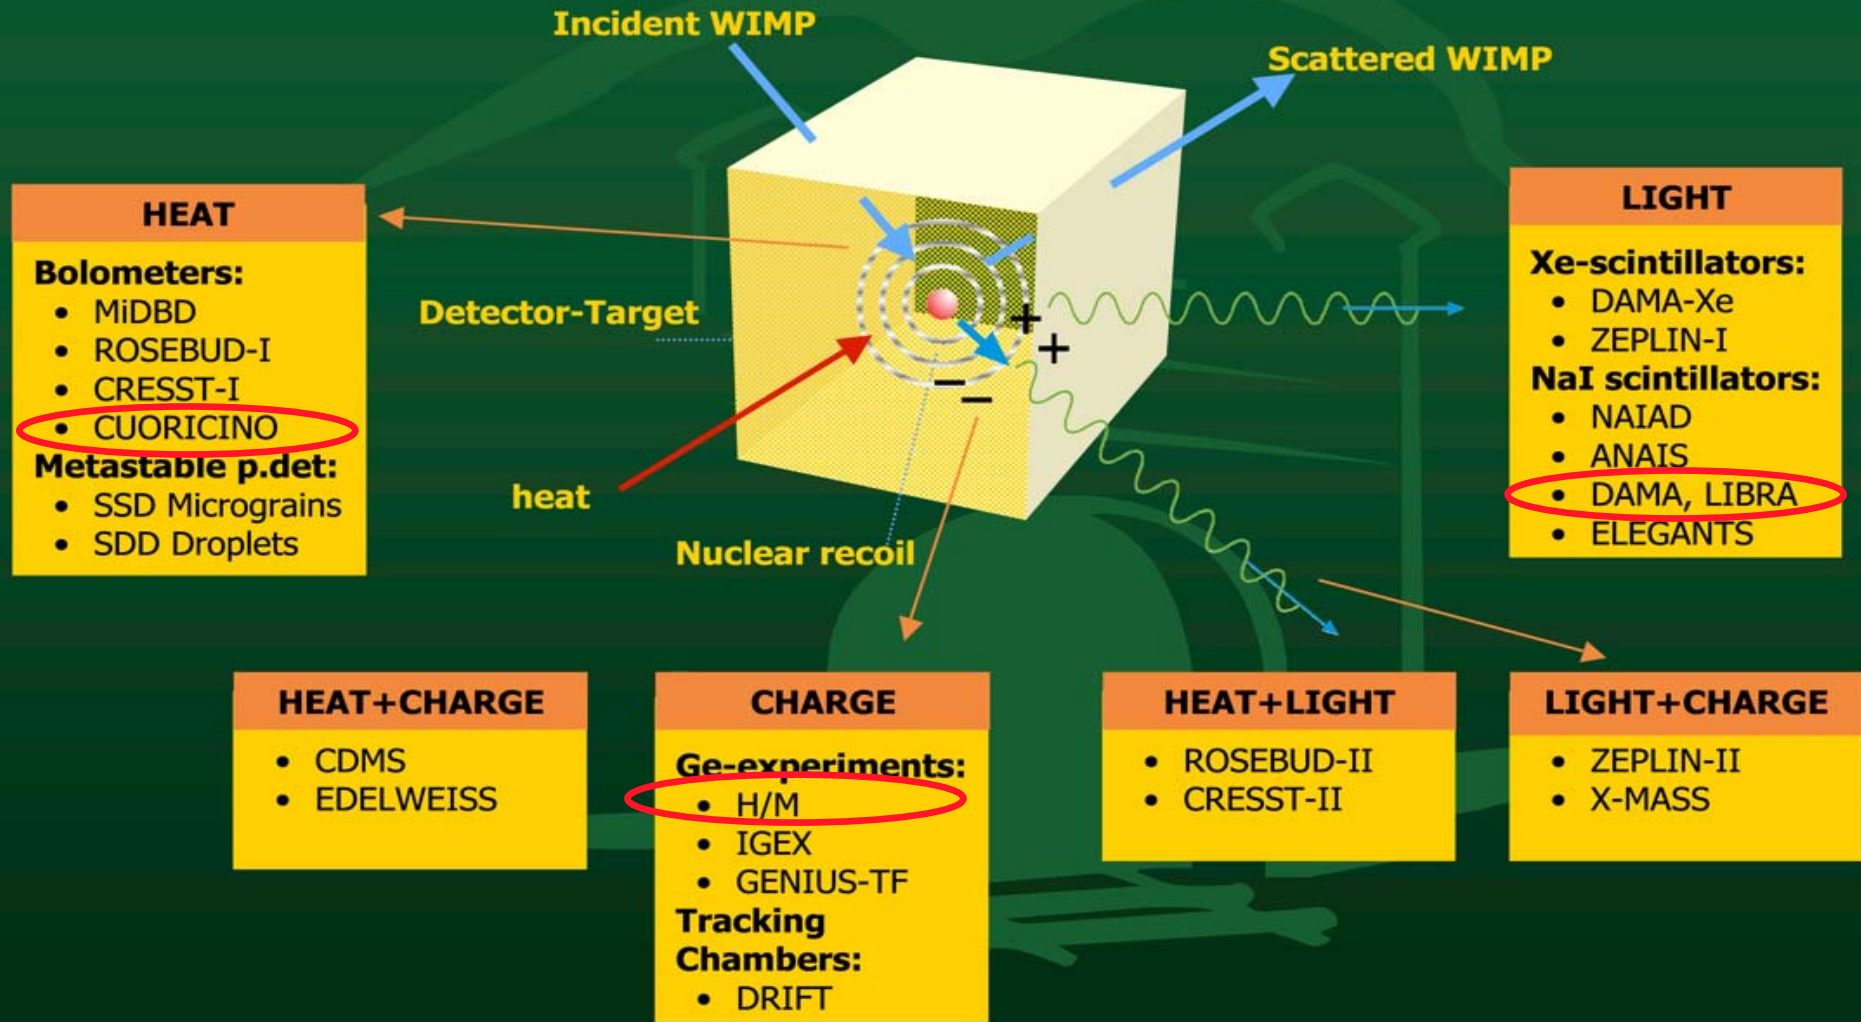 Incident WIMP
Scattered WIMP
HEAT
Bolometers:
• MiDBD
• ROSEBUD-I
• CRESST-I
• CUORICINO
Metastable p.det:
• SSD Micrograins
• SDD Droplets
Detector-Target
heat
Nuclear recoil
+
+
−
−
LIGHT
Xe-scintillators:
• DAMA-Xe
• ZEPLIN-I
NaI scintillators:
• NAIAD
• ANAIS
• DAMA, LIBRA
• ELEGANTS
HEAT+CHARGE
• CDMS
• EDELWEISS
CHARGE
Ge-experiments:
• H/M
• IGEX
• GENIUS-TF
Tracking
Chambers:
• DRIFT
HEAT+LIGHT
• ROSEBUD-II
• CRESST-II
LIGHT+CHARGE
• ZEPLIN-II
• X-MASS